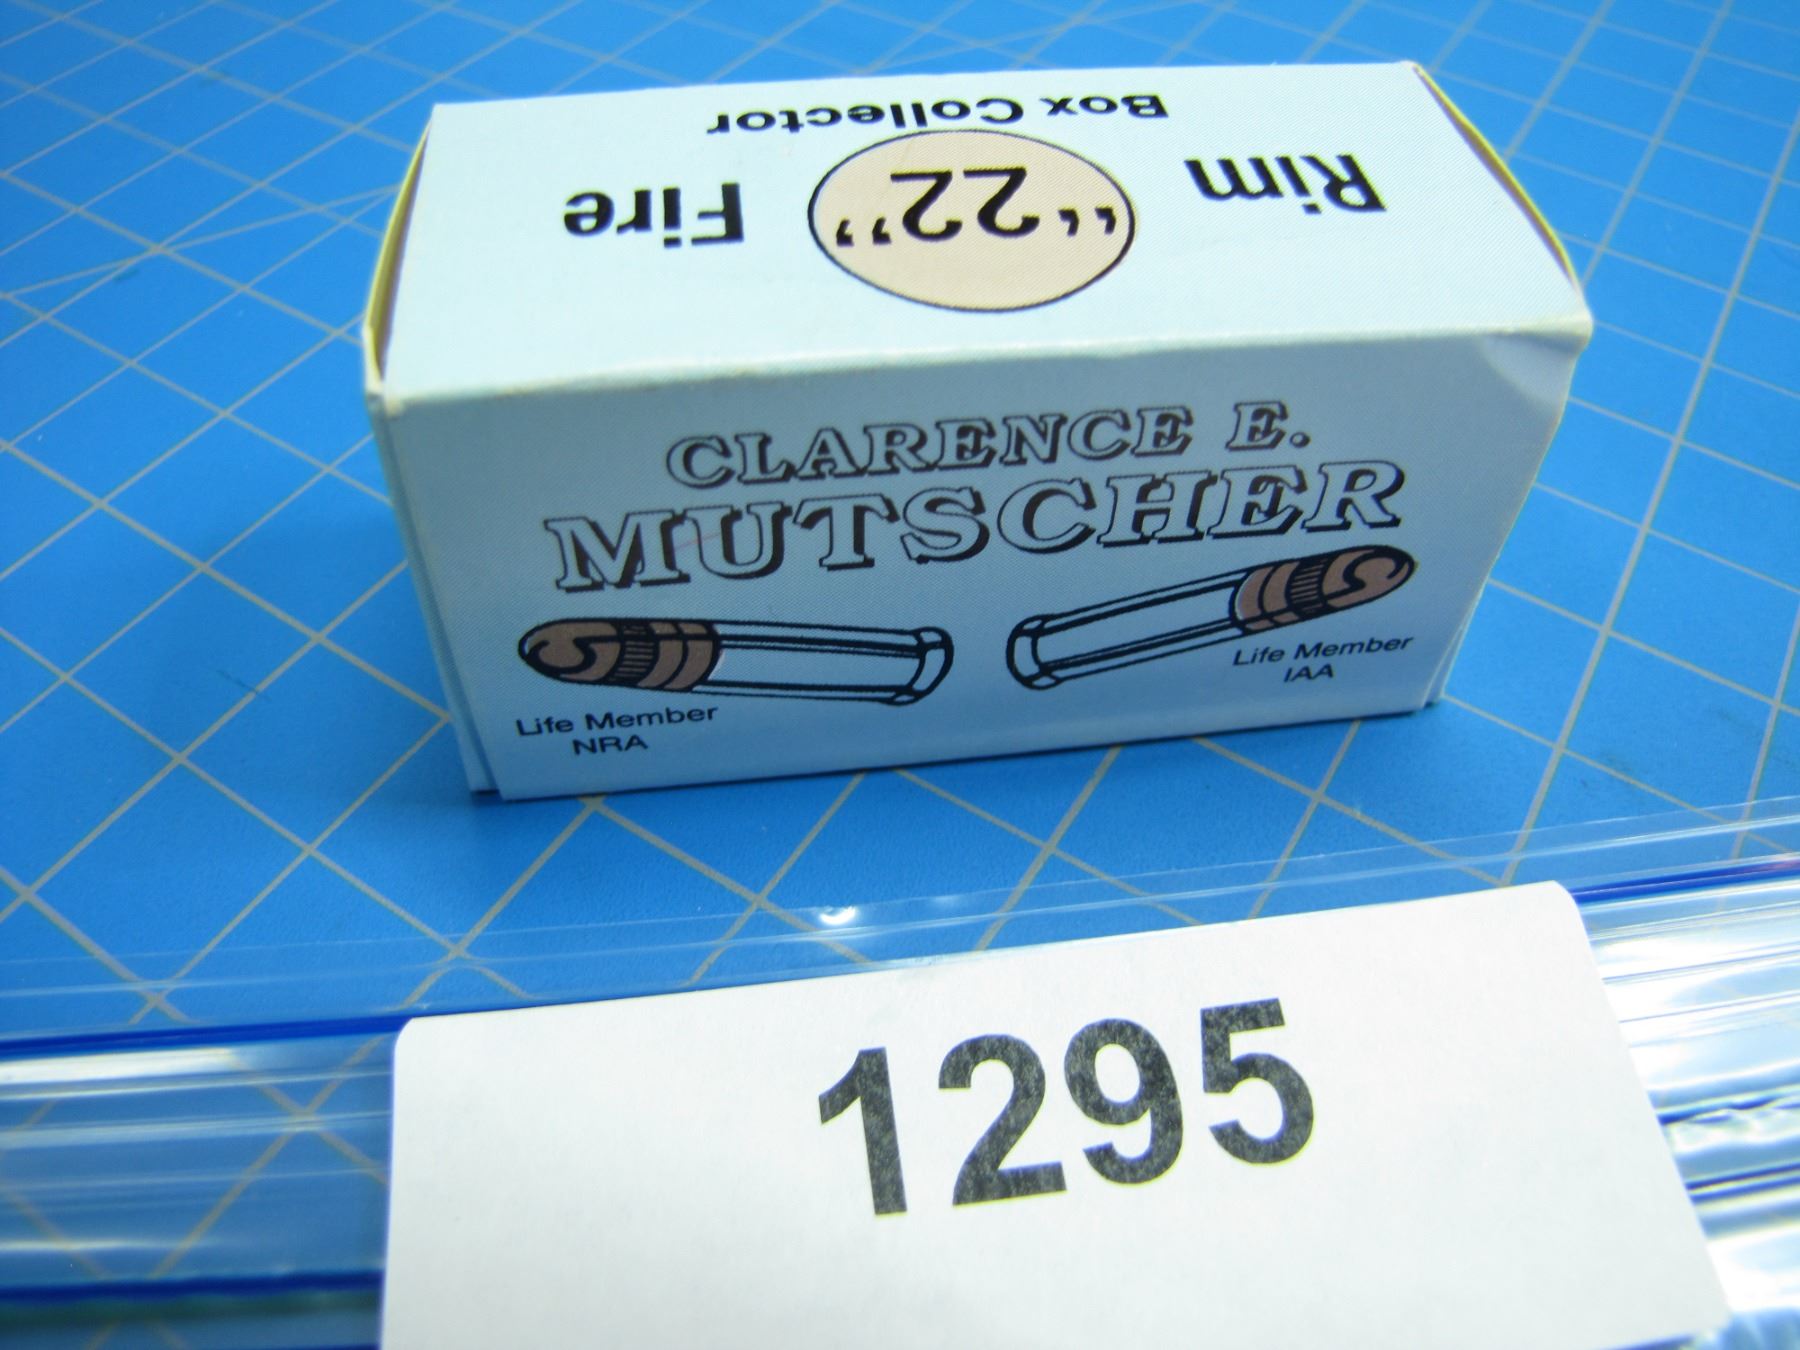 Rim "22" Fire
Box Collector
CLARENCE E.
MUTSCHER
Life Member
NRA
Life Member
IAA
1295